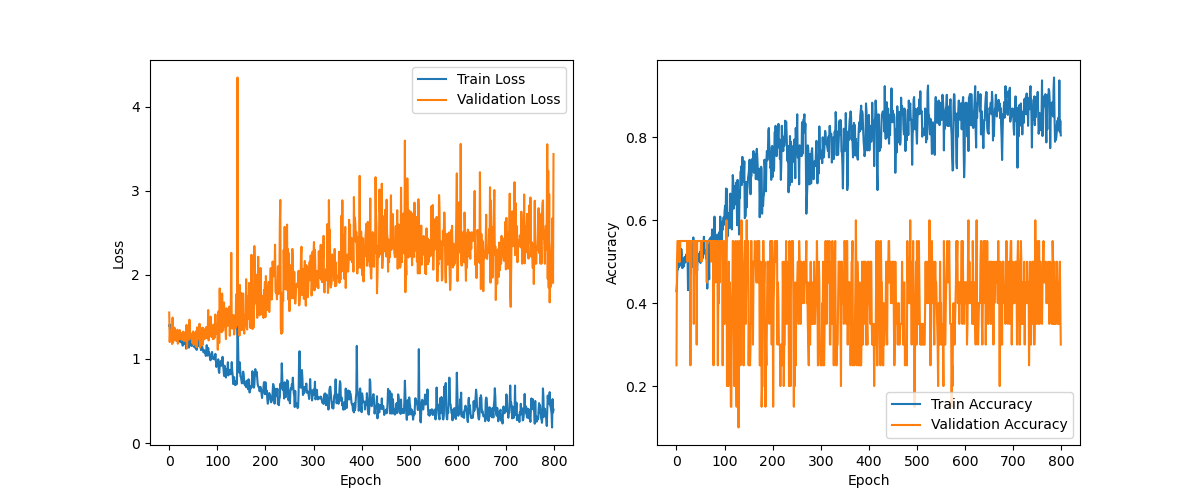 Train Loss
Validation Loss
4
3
2
1
0
Loss
0 100 200 300 400 500 600 700 800
Epoch
0.8
0.6
0.4
0.2
Accuracy
Train Accuracy
Validation Accuracy
0 100 200 300 400 500 600 700 800
Epoch